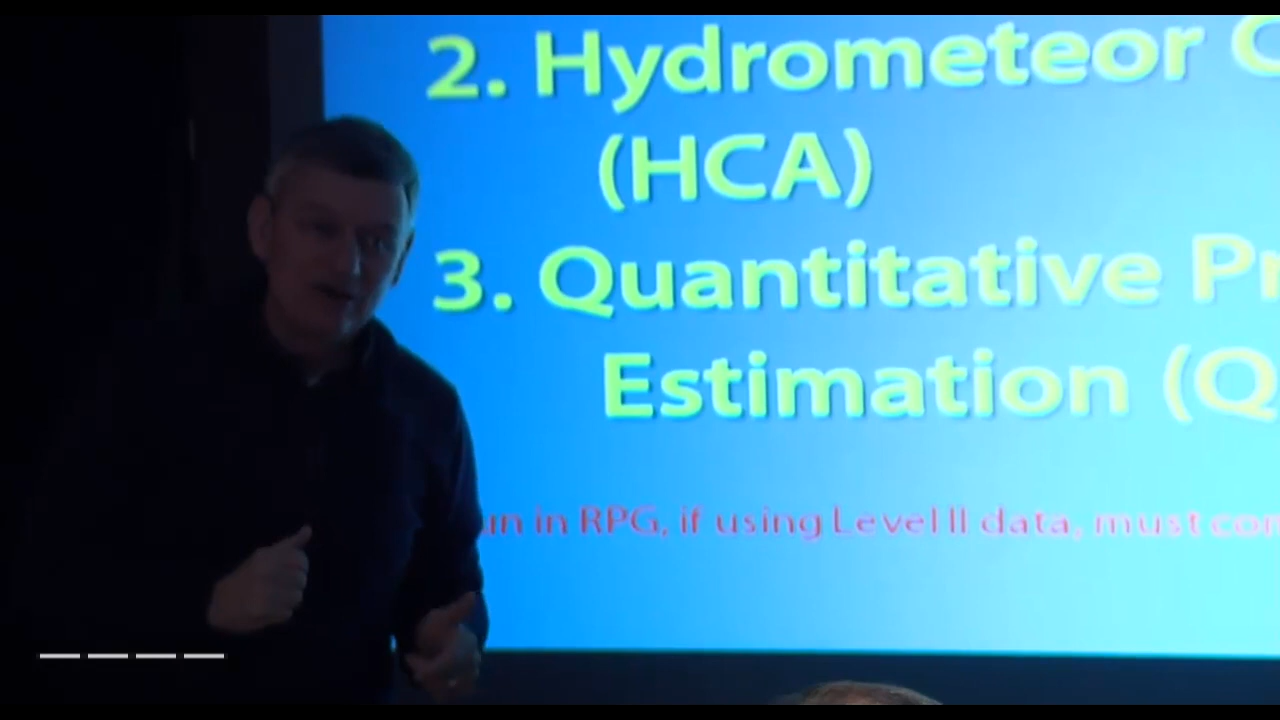 2. Hydrometeor
(HCA)
3. Quantitative
Estimation
in RPG, if using Level II data, must